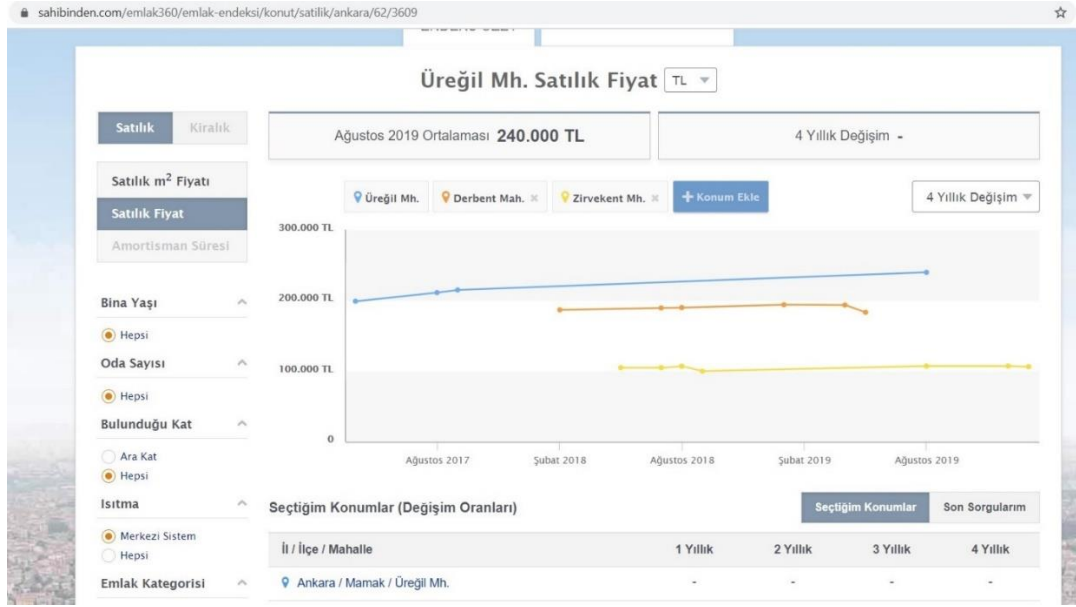 sahibinden.com/emlak360/emlak-endeksi/konut/satilik/ankara/62/3609
Üreğil Mh. Satılık Fiyat TL
Satılık Kiralık
Ağustos 2019 Ortalaması 240.000 TL
4 Yıllık Değişim -
Satılık m² Fiyatı
Satılık Fiyat
Amortisman Süresi
Üreğil Mh. Derbent Mah. Zirvekent Mh. + Konum Ekle
4 Yıllık Değişim
300.000 TL
200.000 TL
100.000 TL
0
Ağustos 2017 Şubat 2018 Ağustos 2018 Şubat 2019 Ağustos 2019
Bina Yaşı
Hepsi
Oda Sayısı
Hepsi
Bulunduğu Kat
Ara Kat
Hepsi
Isıtma
Merkezi Sistem
Hepsi
Emlak Kategorisi
Seçtiğim Konumlar (Değişim Oranları)
Seçtiğim Konumlar Son Sorgularım
İl / İlçe / Mahalle 1 Yıllık 2 Yıllık 3 Yıllık 4 Yıllık
Ankara / Mamak / Üreğil Mh. - - - -